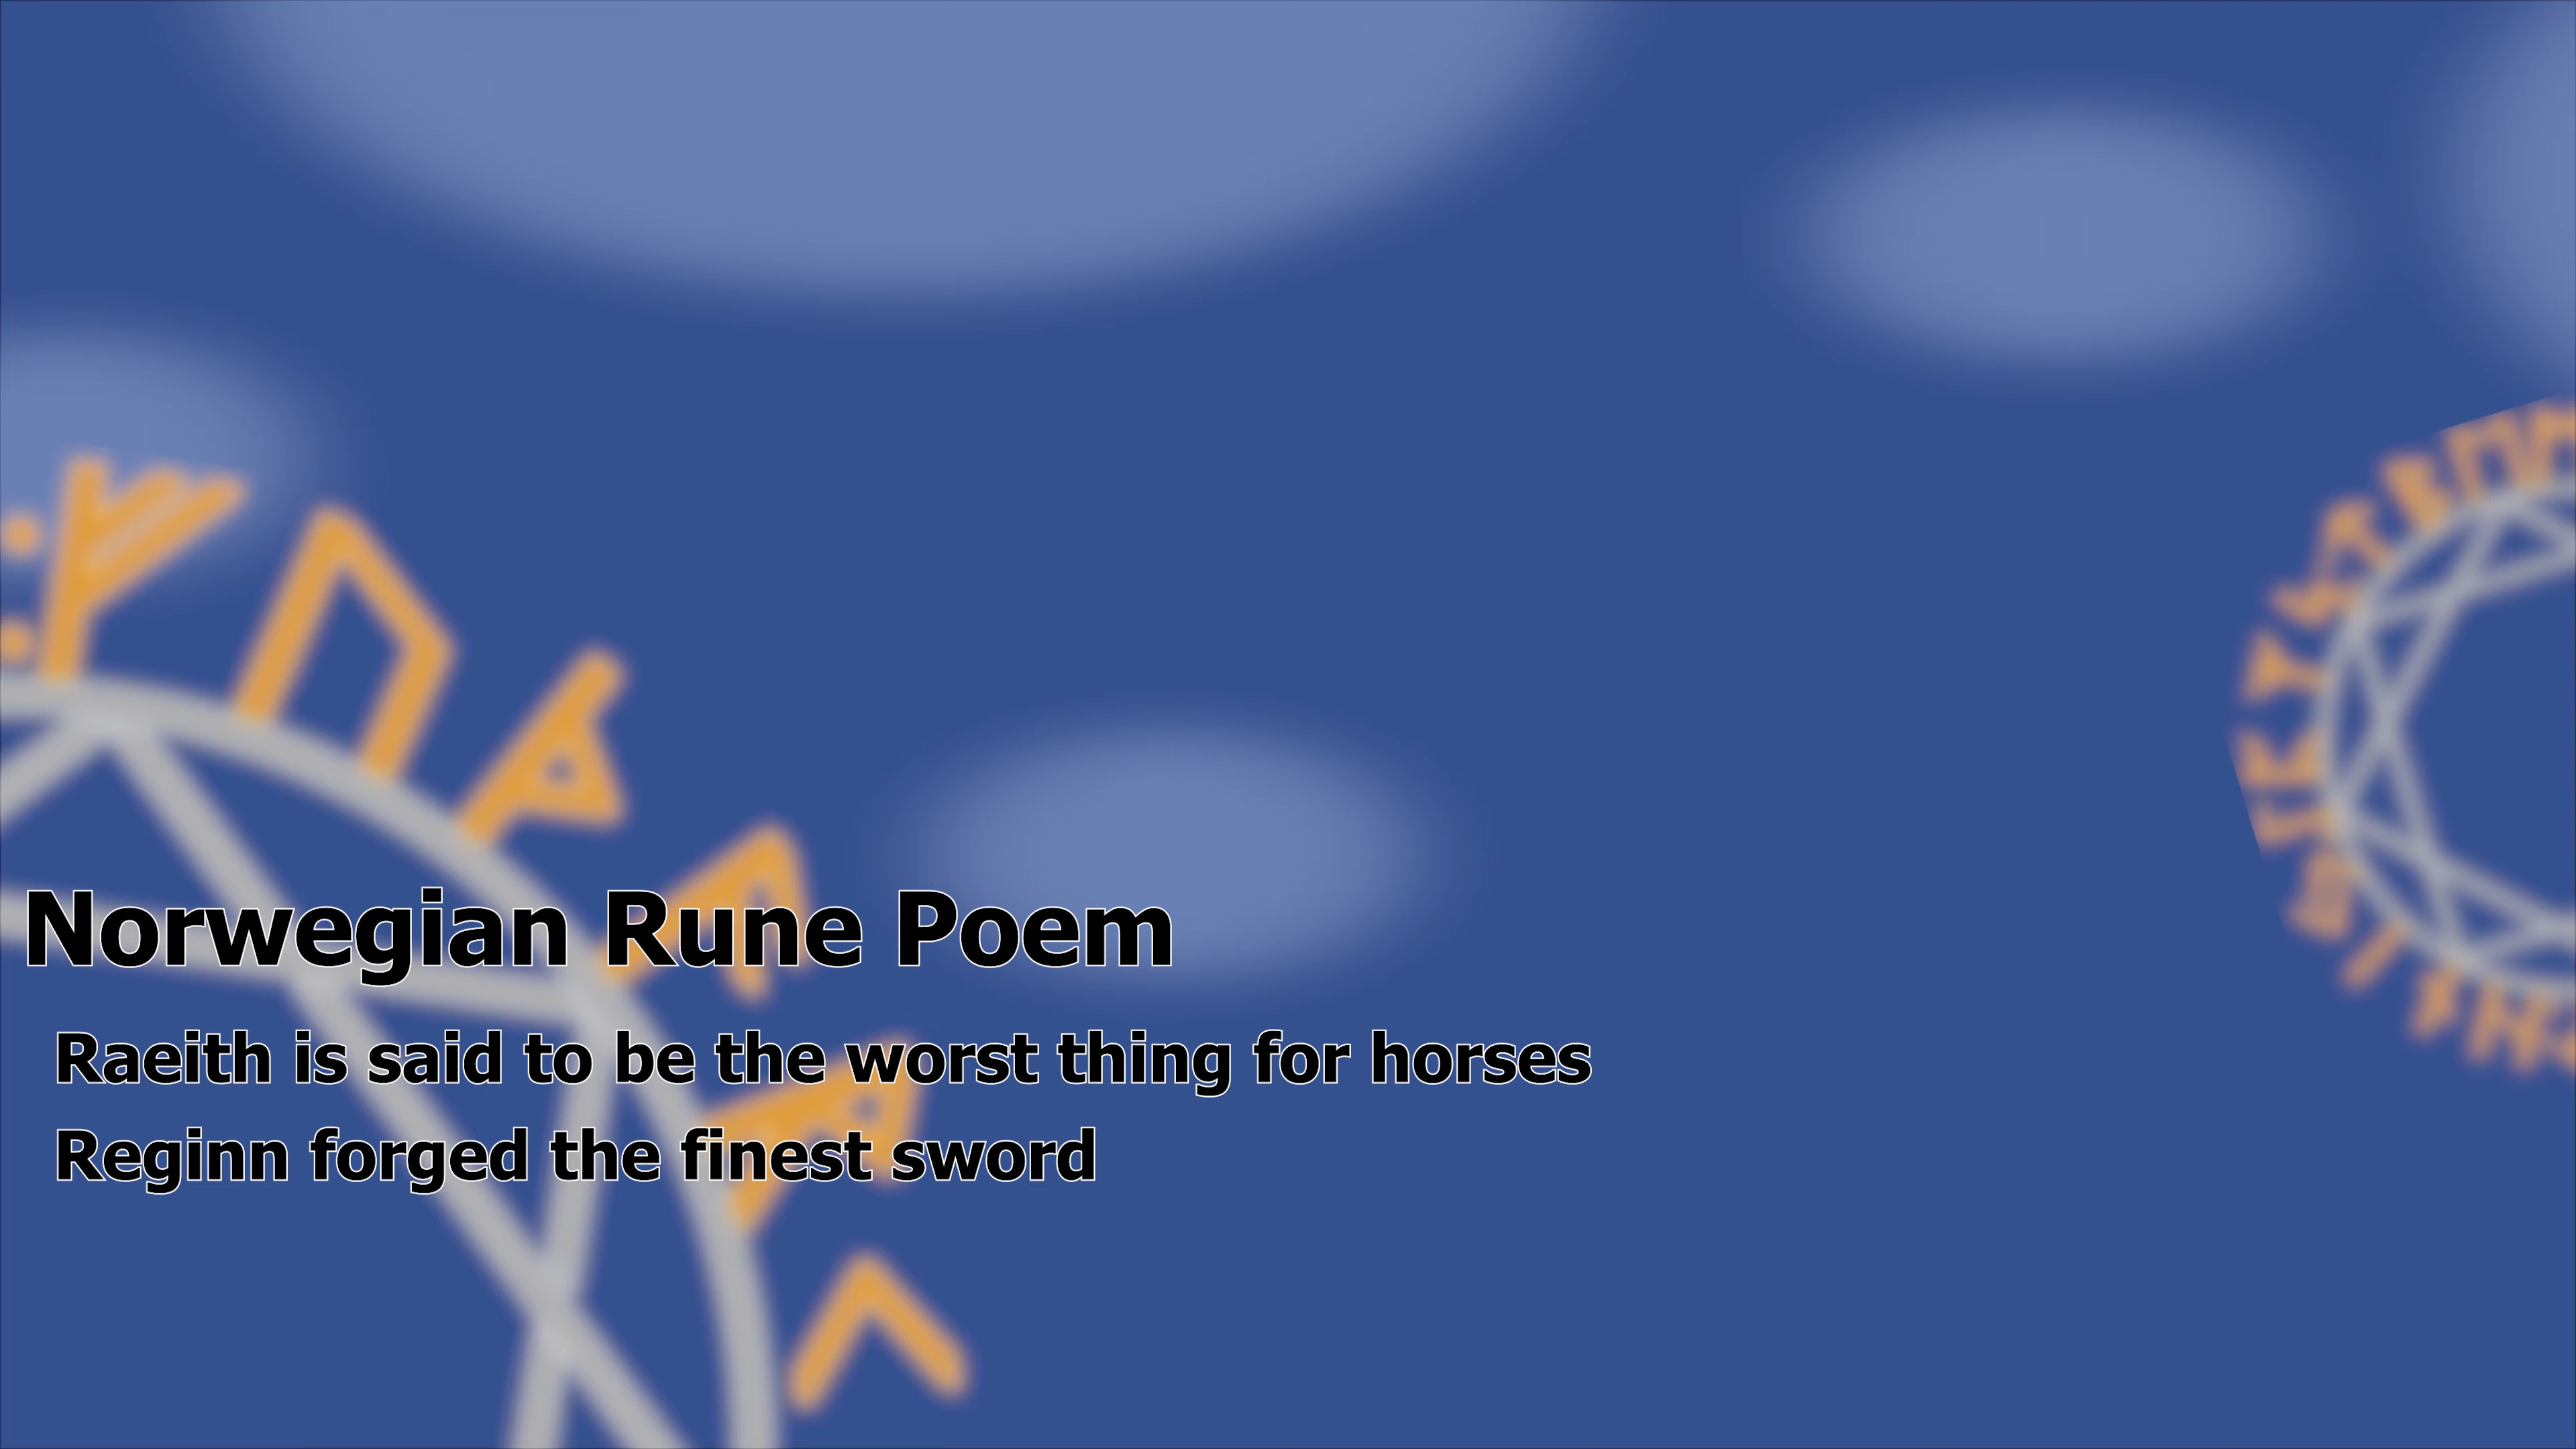 Norwegian Rune Poem
Raeith is said to be the worst thing for horses
Reginn forged the finest sword
ᚠ ᚢ ᚦ ᚨ ᚱ ᚲ